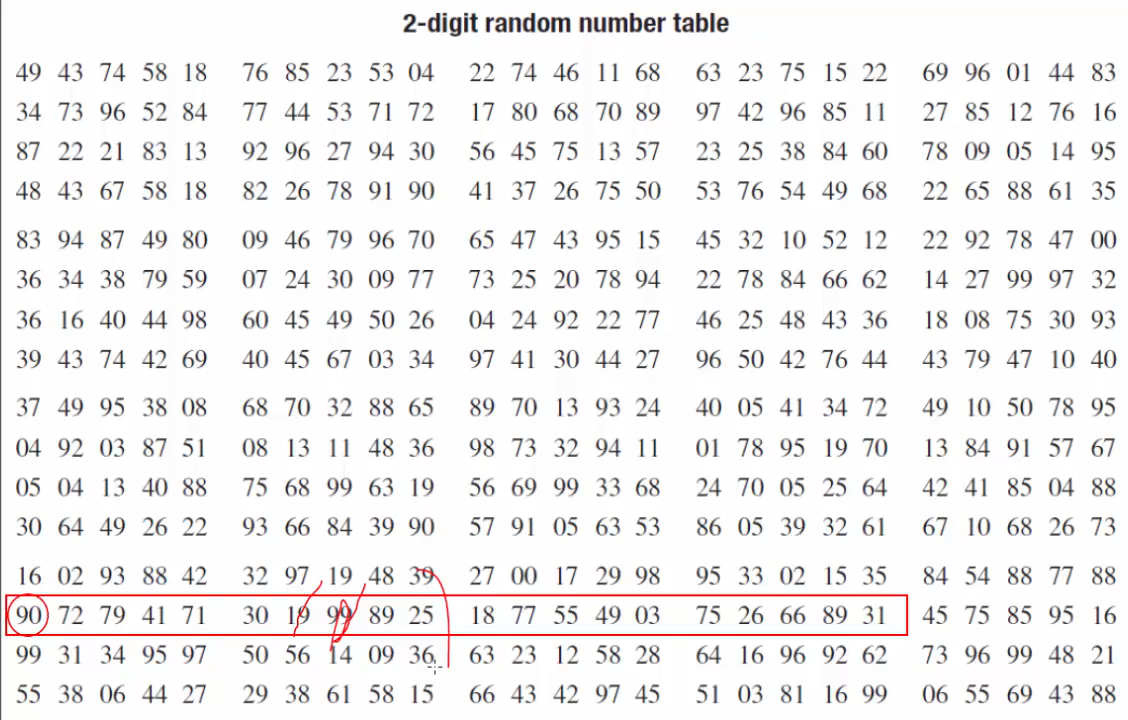 2-digit random number table
49 43 74 58 18 76 85 23 53 04 22 74 46 11 68 63 23 75 15 22 69 96 01 44 83
34 73 96 52 84 77 44 53 71 72 17 80 68 70 89 97 42 96 85 11 27 85 12 76 16
87 22 21 83 13 92 96 27 94 30 56 45 75 13 57 23 25 38 84 60 78 09 05 14 95
48 43 67 58 18 82 26 78 91 90 41 37 26 75 50 53 76 54 49 68 22 65 88 61 35
83 94 87 49 80 09 46 79 96 70 65 47 43 95 15 45 32 10 52 12 22 92 78 47 00
36 34 38 79 59 07 24 30 09 77 73 25 20 78 94 22 78 84 66 62 14 27 99 97 32
36 16 40 44 98 60 45 49 50 26 04 24 92 22 77 46 25 48 43 36 18 08 75 30 93
39 43 74 42 69 40 45 67 03 34 97 41 30 44 27 96 50 42 76 44 43 79 47 10 40
37 49 95 38 08 68 70 32 88 65 89 70 13 93 24 40 05 41 34 72 49 10 50 78 95
04 92 03 87 51 08 13 11 48 36 98 73 32 94 11 01 78 95 19 70 13 84 91 57 67
05 04 13 40 88 75 68 99 63 19 56 69 99 33 68 24 70 05 25 64 42 41 85 04 88
30 64 49 26 22 93 66 84 39 90 57 91 05 63 53 86 05 39 32 61 67 10 68 26 73
16 02 93 88 42 32 97 19 48 39 27 00 17 29 98 95 33 02 15 35 84 54 88 77 88
90 72 79 41 71 30 19 99 89 25 18 77 55 49 03 75 26 66 89 31 45 75 85 95 16
99 31 34 95 97 50 56 14 09 36 63 23 12 58 28 64 16 96 92 62 73 96 99 48 21
55 38 06 44 27 29 38 61 58 15 66 43 42 97 45 51 03 81 16 99 06 55 69 43 88